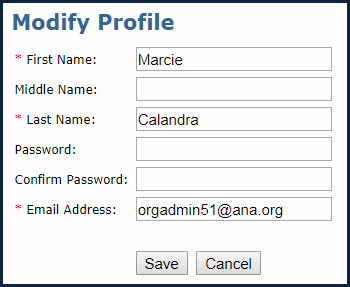 Modify Profile
* First Name: Marcie
Middle Name:
* Last Name: Calandra
Password:
Confirm Password:
* Email Address: orgadmin51@ana.org
Save Cancel